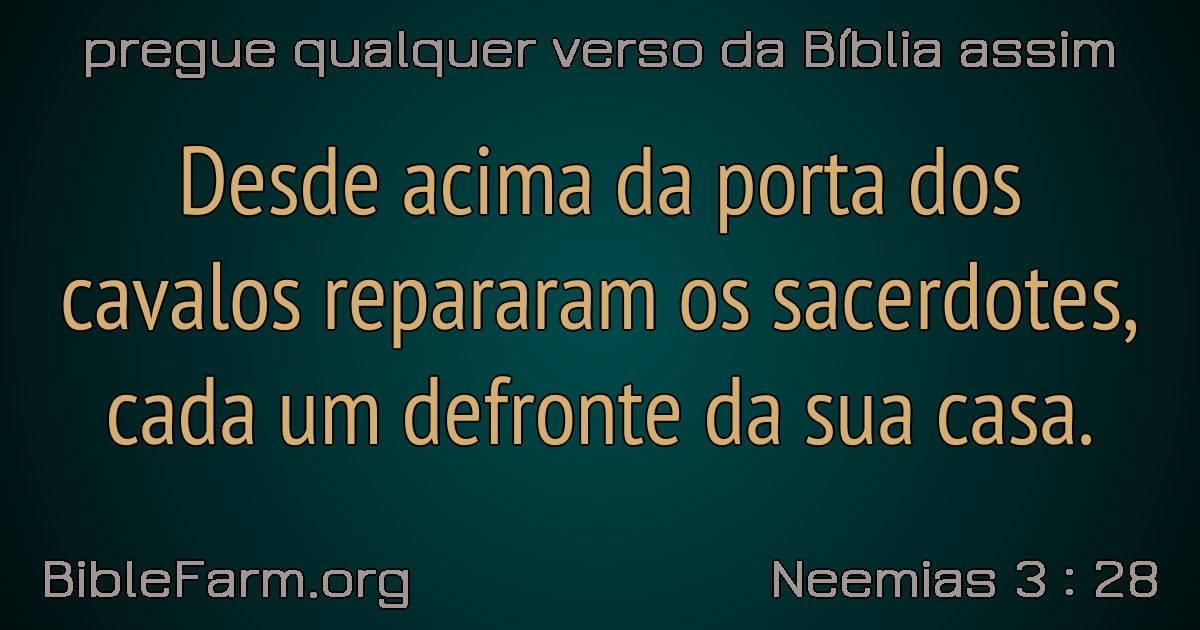 pregue qualquer verso da Bíblia assim
Desde acima da porta dos
cavalos repararam os sacerdotes,
cada um defronte da sua casa.
BibleFarm.org
Neemias 3 : 28